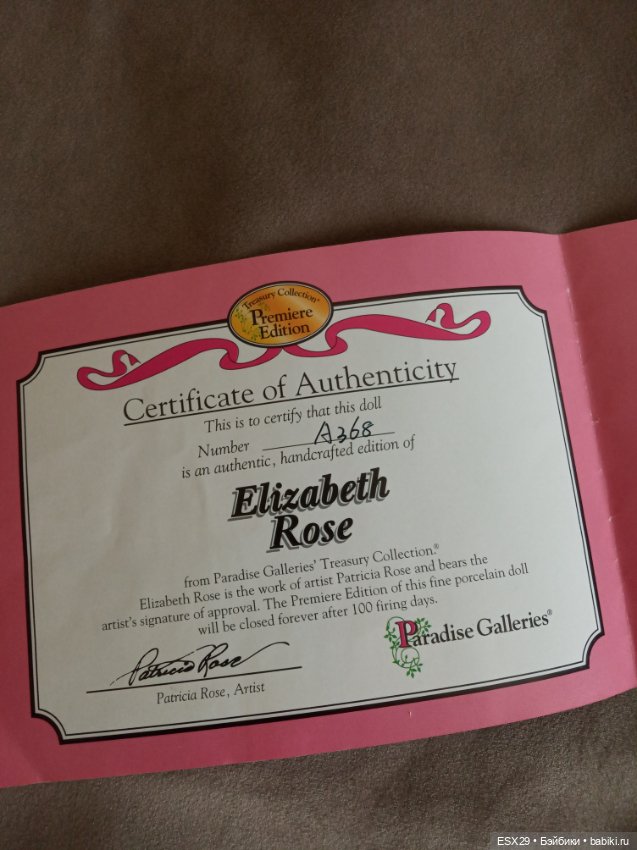 Treasury Collection®
Premiere
Edition
Certificate of Authenticity
This is to certify that this doll
Number A368
is an authentic, handcrafted edition of
Elizabeth
Rose
from Paradise Galleries' Treasury Collection.®
Elizabeth Rose is the work of artist Patricia Rose and bears the
artist's signature of approval. The Premiere Edition of this fine porcelain doll
will be closed forever after 100 firing days.
Patricia Rose
Patricia Rose, Artist
Paradise Galleries®
ESX29 • Бэйбики • babiki.ru